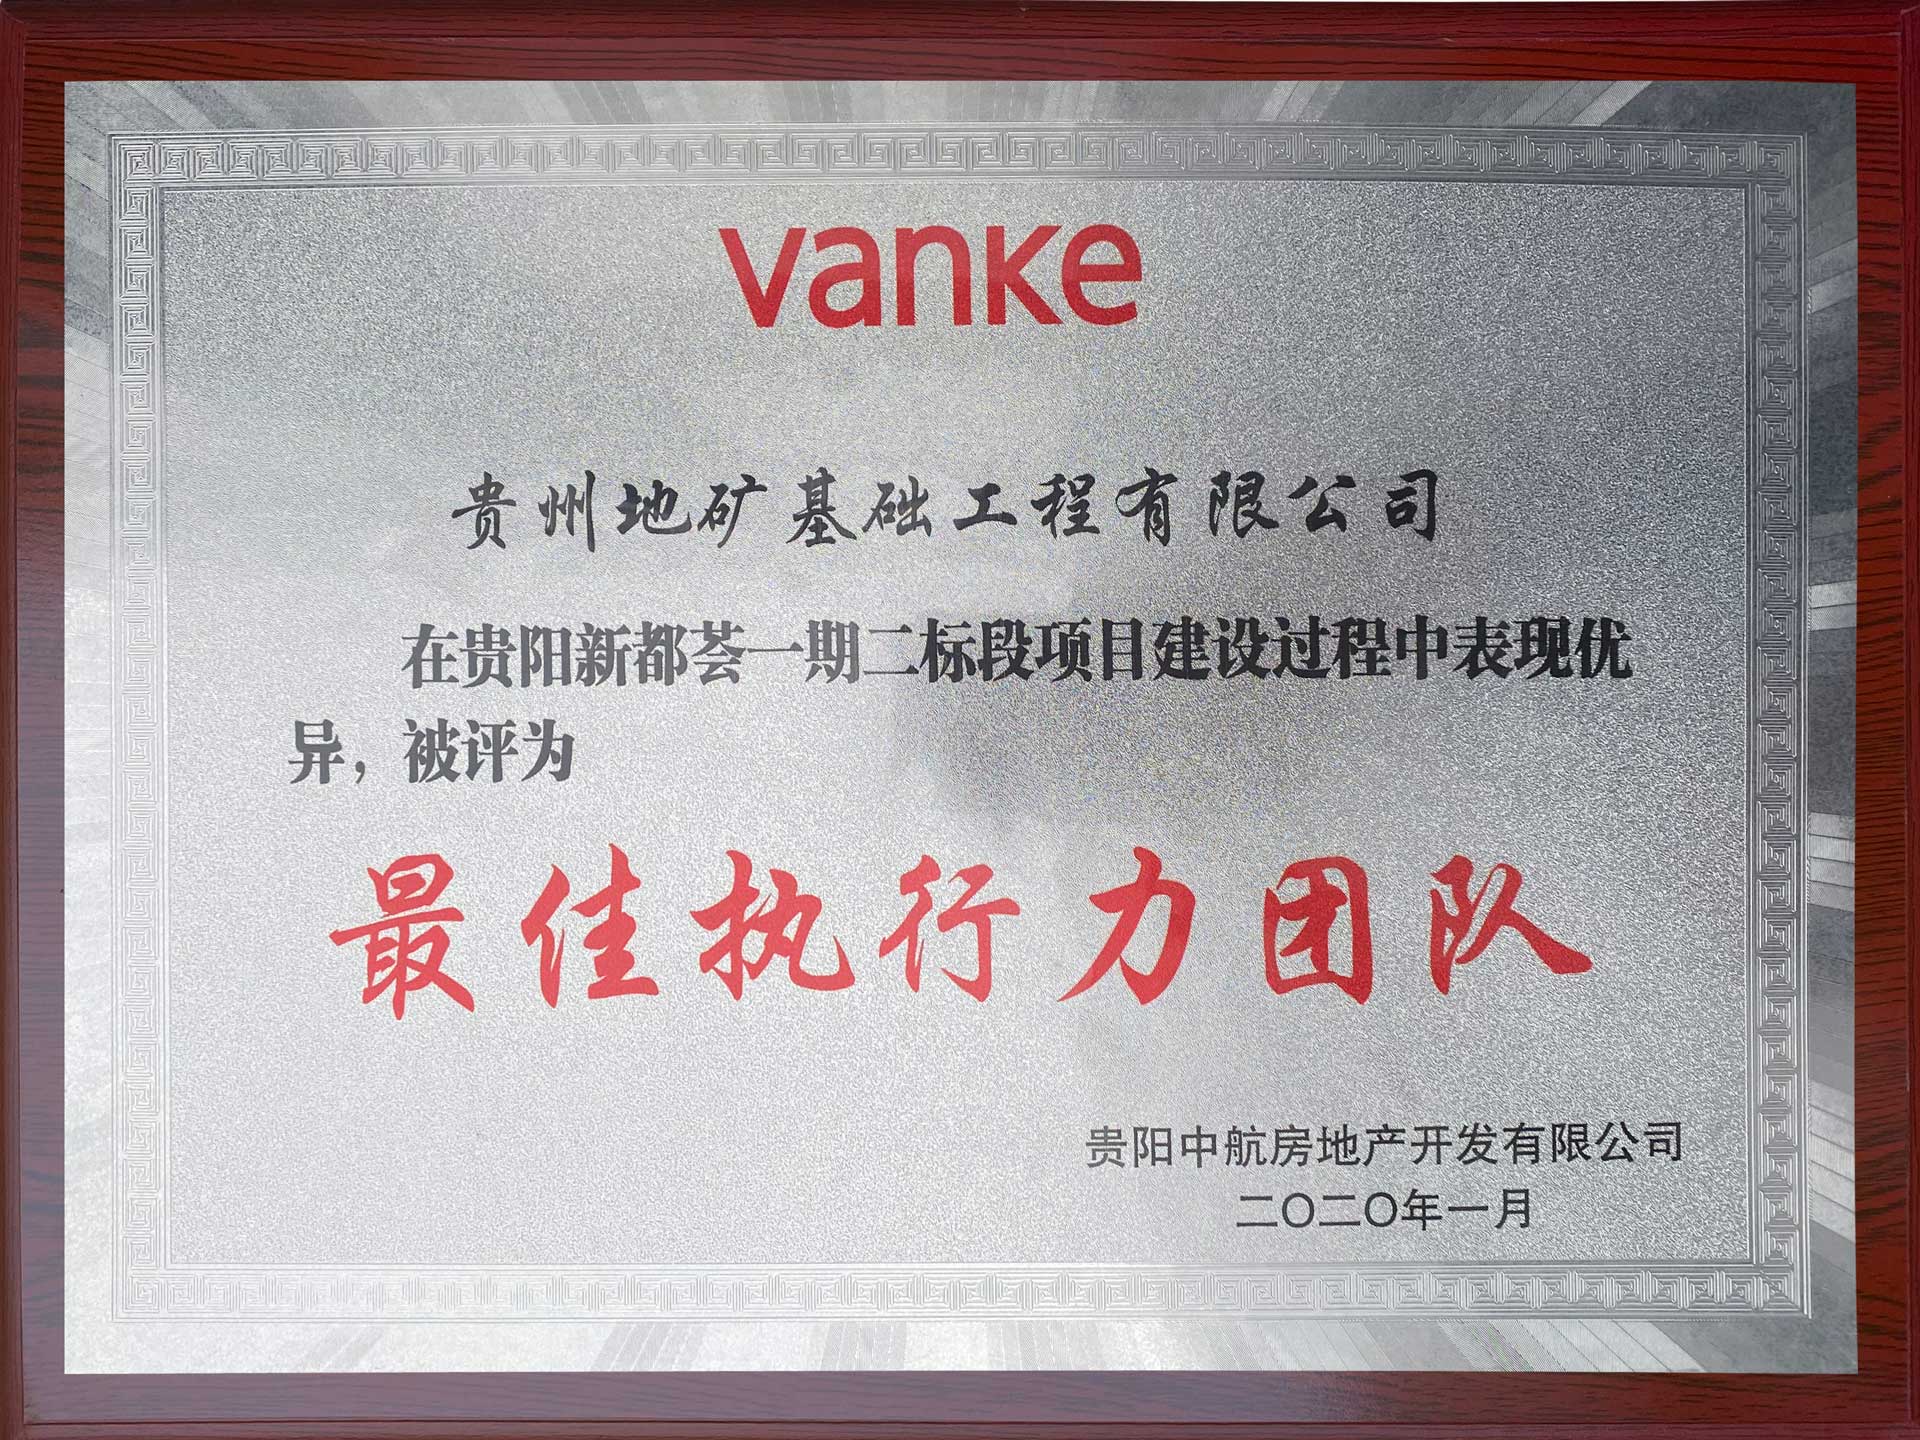 vanke
贵州地矿基础工程有限公司
在贵阳新都荟一期二标段项目建设过程中表现优
异，被评为
最佳执行力团队
贵阳中航房地产开发有限公司
二〇二〇年一月